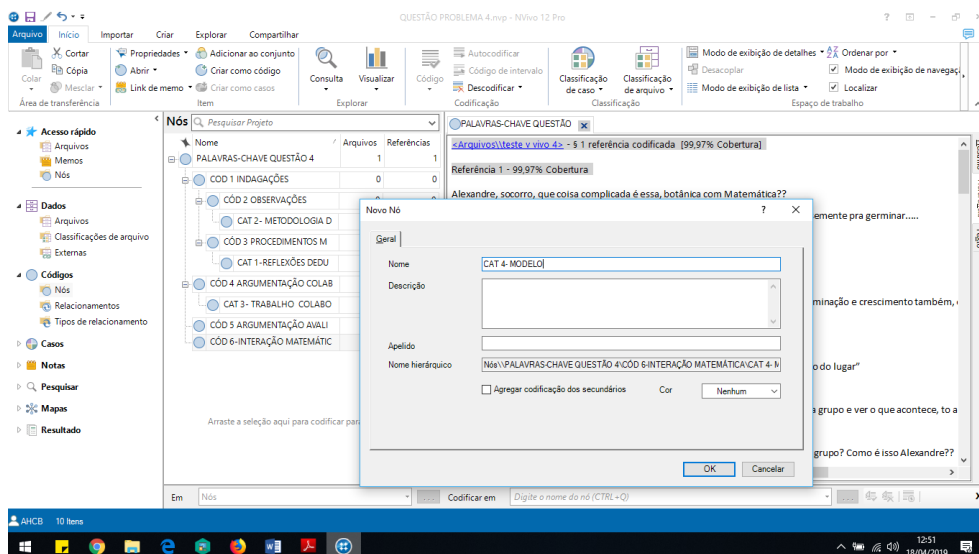 QUESTÃO PROBLEMA 4.nvp - NVivo 12 Pro
Arquivo Início Importar Criar Explorar Compartilhar
Colar
Cortar
Cópia
Mesclar
Área de transferência
Propriedades
Abrir
Link de memo
Adicionar ao conjunto
Criar como código
Criar como casos
Item
Consulta
Visualizar
Explorar
Código
Autocodificar
Código de intervalo
Descodificar
Codificação
Classificação de caso
Classificação de arquivo
Classificação
Modo de exibição de detalhes
Desacoplar
Modo de exibição de lista
Ordenar por
Modo de exibição de navegaç
Localizar
Espaço de trabalho
Acesso rápido
Arquivos
Memos
Nós
Dados
Arquivos
Classificações de arquivo
Externas
Códigos
Nós
Relacionamentos
Tipos de relacionamento
Casos
Notas
Pesquisar
Mapas
Resultado
Nós Pesquisar Projeto
Nome Arquivos Referências
PALAVRAS-CHAVE QUESTÃO 4 1 1
COD 1 INDAGAÇÕES 0 0
CÓD 2 OBSERVAÇÕES
CAT 2- METODOLOGIA D
CÓD 3 PROCEDIMENTOS M
CAT 1-REFLEXÕES DEDU
CÓD 4 ARGUMENTAÇÃO COLAB
CAT 3- TRABALHO COLABO
CÓD 5 ARGUMENTAÇÃO AVALI
CÓD 6-INTERAÇÃO MATEMÁTIC
Arraste a seleção aqui para codificar par
PALAVRAS-CHAVE QUESTÃO
<Arquivos\\teste v vivo 4> - § 1 referência codificada [99,97% Cobertura]
Referência 1 - 99,97% Cobertura
Alexandre, socorro, que coisa complicada é essa, botânica com Matemática??
emente pra germinar.....
minação e crescimento também,
o do lugar"
a grupo e ver o que acontece, to a
grupo? Como é isso Alexandre??
Novo Nó ? X
Geral
Nome CAT 4- MODELO
Descrição
Apelido
Nome hierárquico Nós\\PALAVRAS-CHAVE QUESTÃO 4\CÓD 6-INTERAÇÃO MATEMÁTICA\CAT 4- M
Agregar codificação dos secundários Cor Nenhum
OK Cancelar
Em Nós ... Codificar em Digite o nome do nó (CTRL+Q) ...
AHCB 10 Itens
12:51
18/04/2019